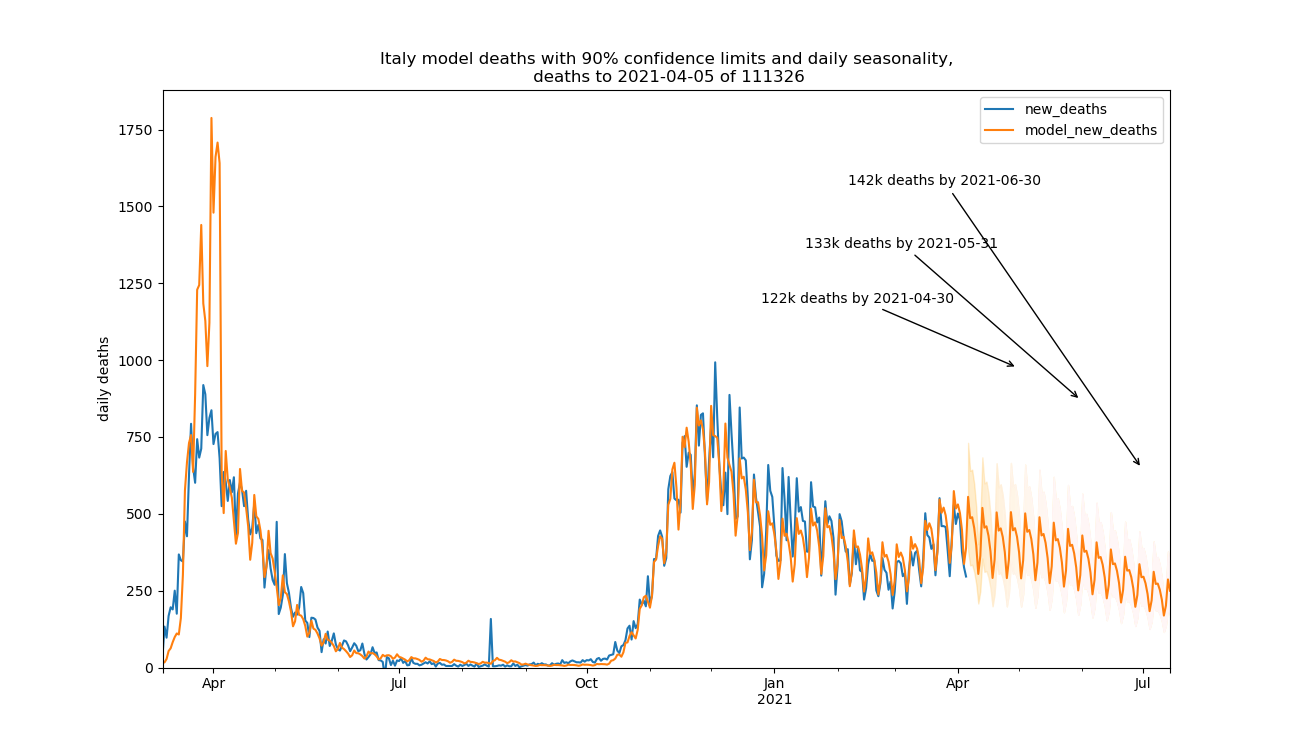 Italy model deaths with 90% confidence limits and daily seasonality,
deaths to 2021-04-05 of 111326
new_deaths
model_new_deaths
142k deaths by 2021-06-30
133k deaths by 2021-05-31
122k deaths by 2021-04-30
daily deaths
1750
1500
1250
1000
750
500
250
0
Apr
Jul
Oct
Jan
2021
Apr
Jul